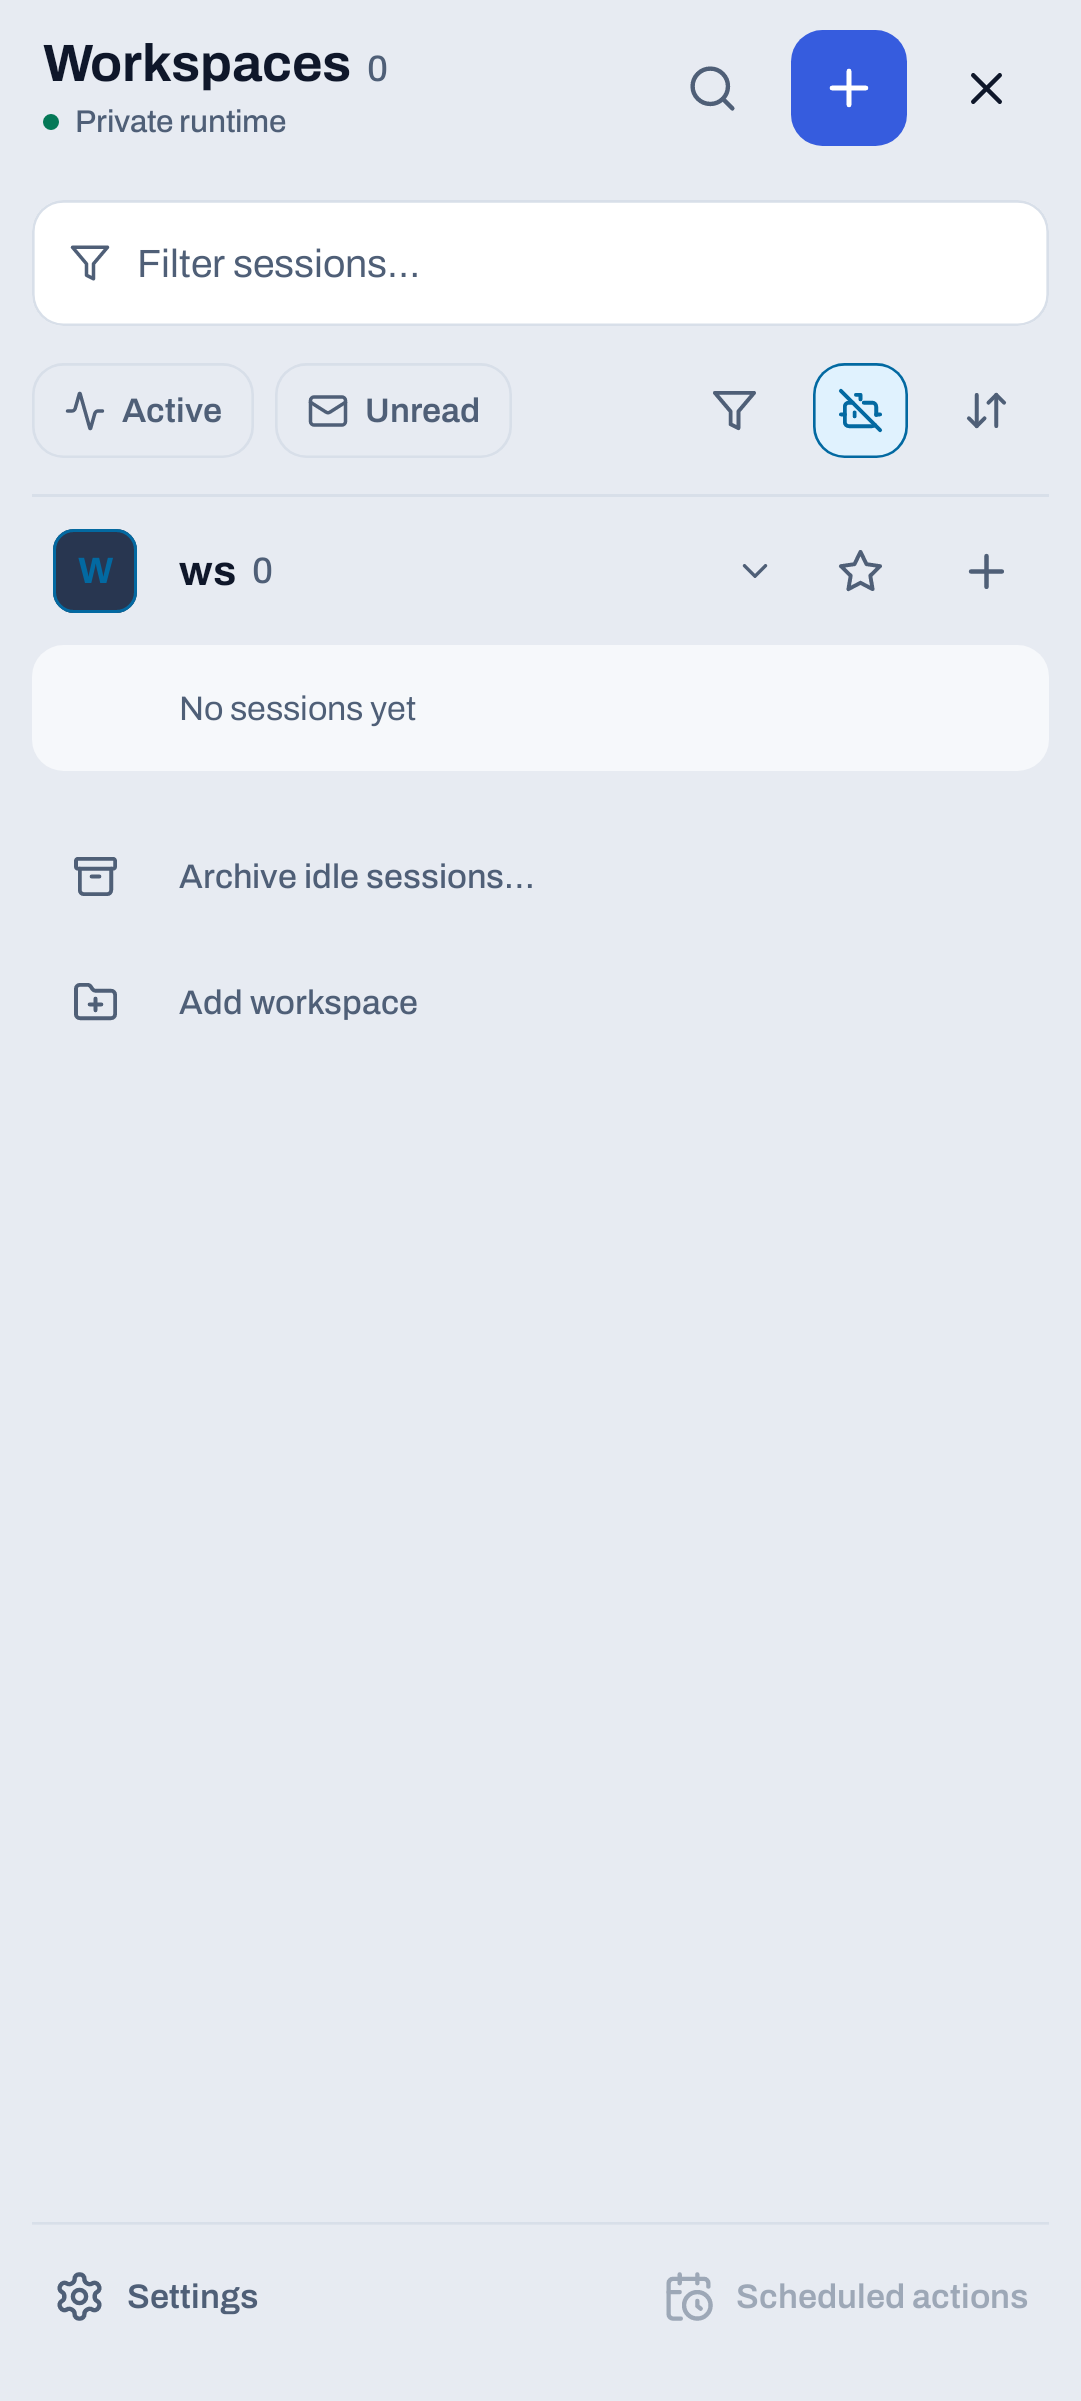 Workspaces 0
Private runtime
Filter sessions...
Active
Unread
W
ws 0
No sessions yet
Archive idle sessions...
Add workspace
Settings
Scheduled actions